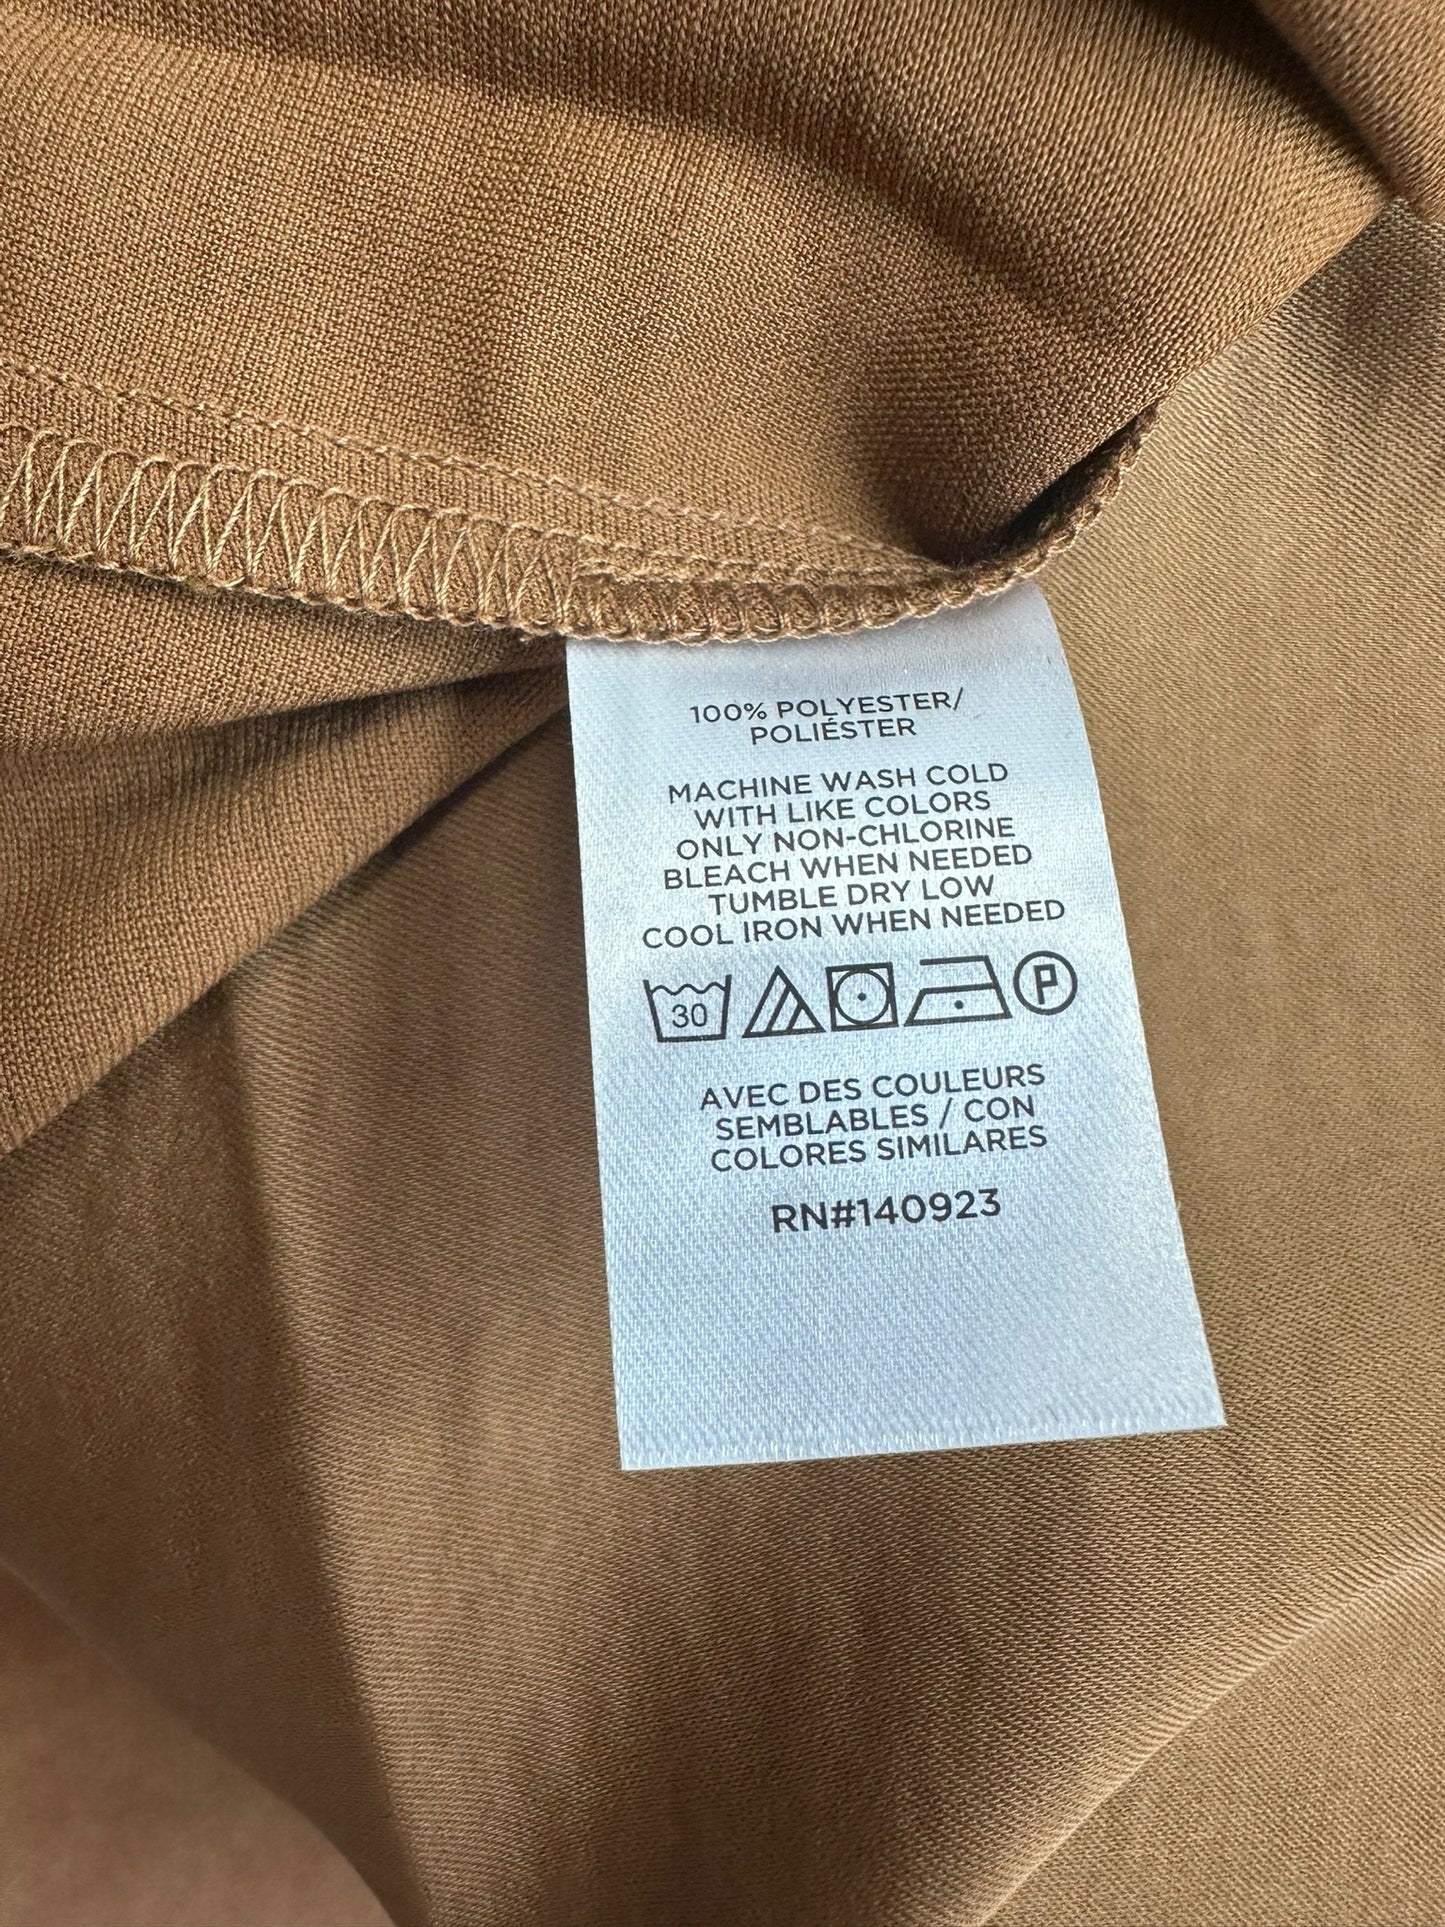 100% POLYESTER/
POLIÉSTER
MACHINE WASH COLD
WITH LIKE COLORS
ONLY NON-CHLORINE
BLEACH WHEN NEEDED
TUMBLE DRY LOW
COOL IRON WHEN NEEDED
30 P
AVEC DES COULEURS
SEMBLABLES / CON
COLORES SIMILARES
RN#140923